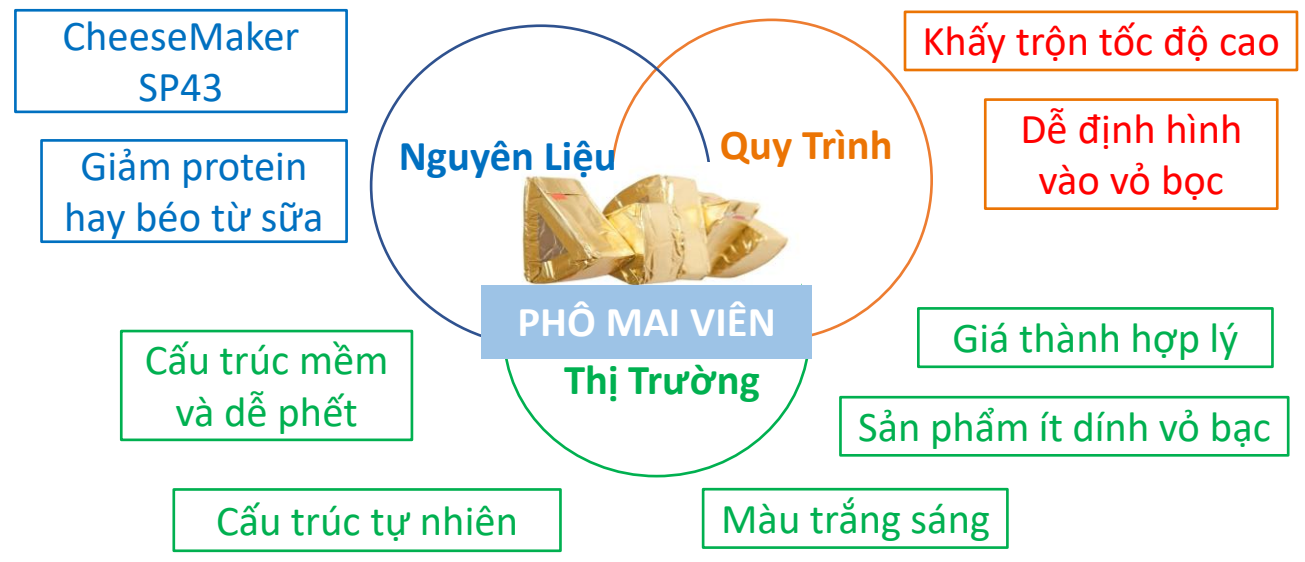 CheeseMaker
SP43
Giảm protein
hay béo từ sữa
Nguyên Liệu
Quy Trình
Khấy trộn tốc độ cao
Dễ định hình
vào vỏ bọc
PHÔ MAI VIÊN
Thị Trường
Cấu trúc mềm
và dễ phết
Giá thành hợp lý
Sản phẩm ít dính vỏ bạc
Cấu trúc tự nhiên
Màu trắng sáng